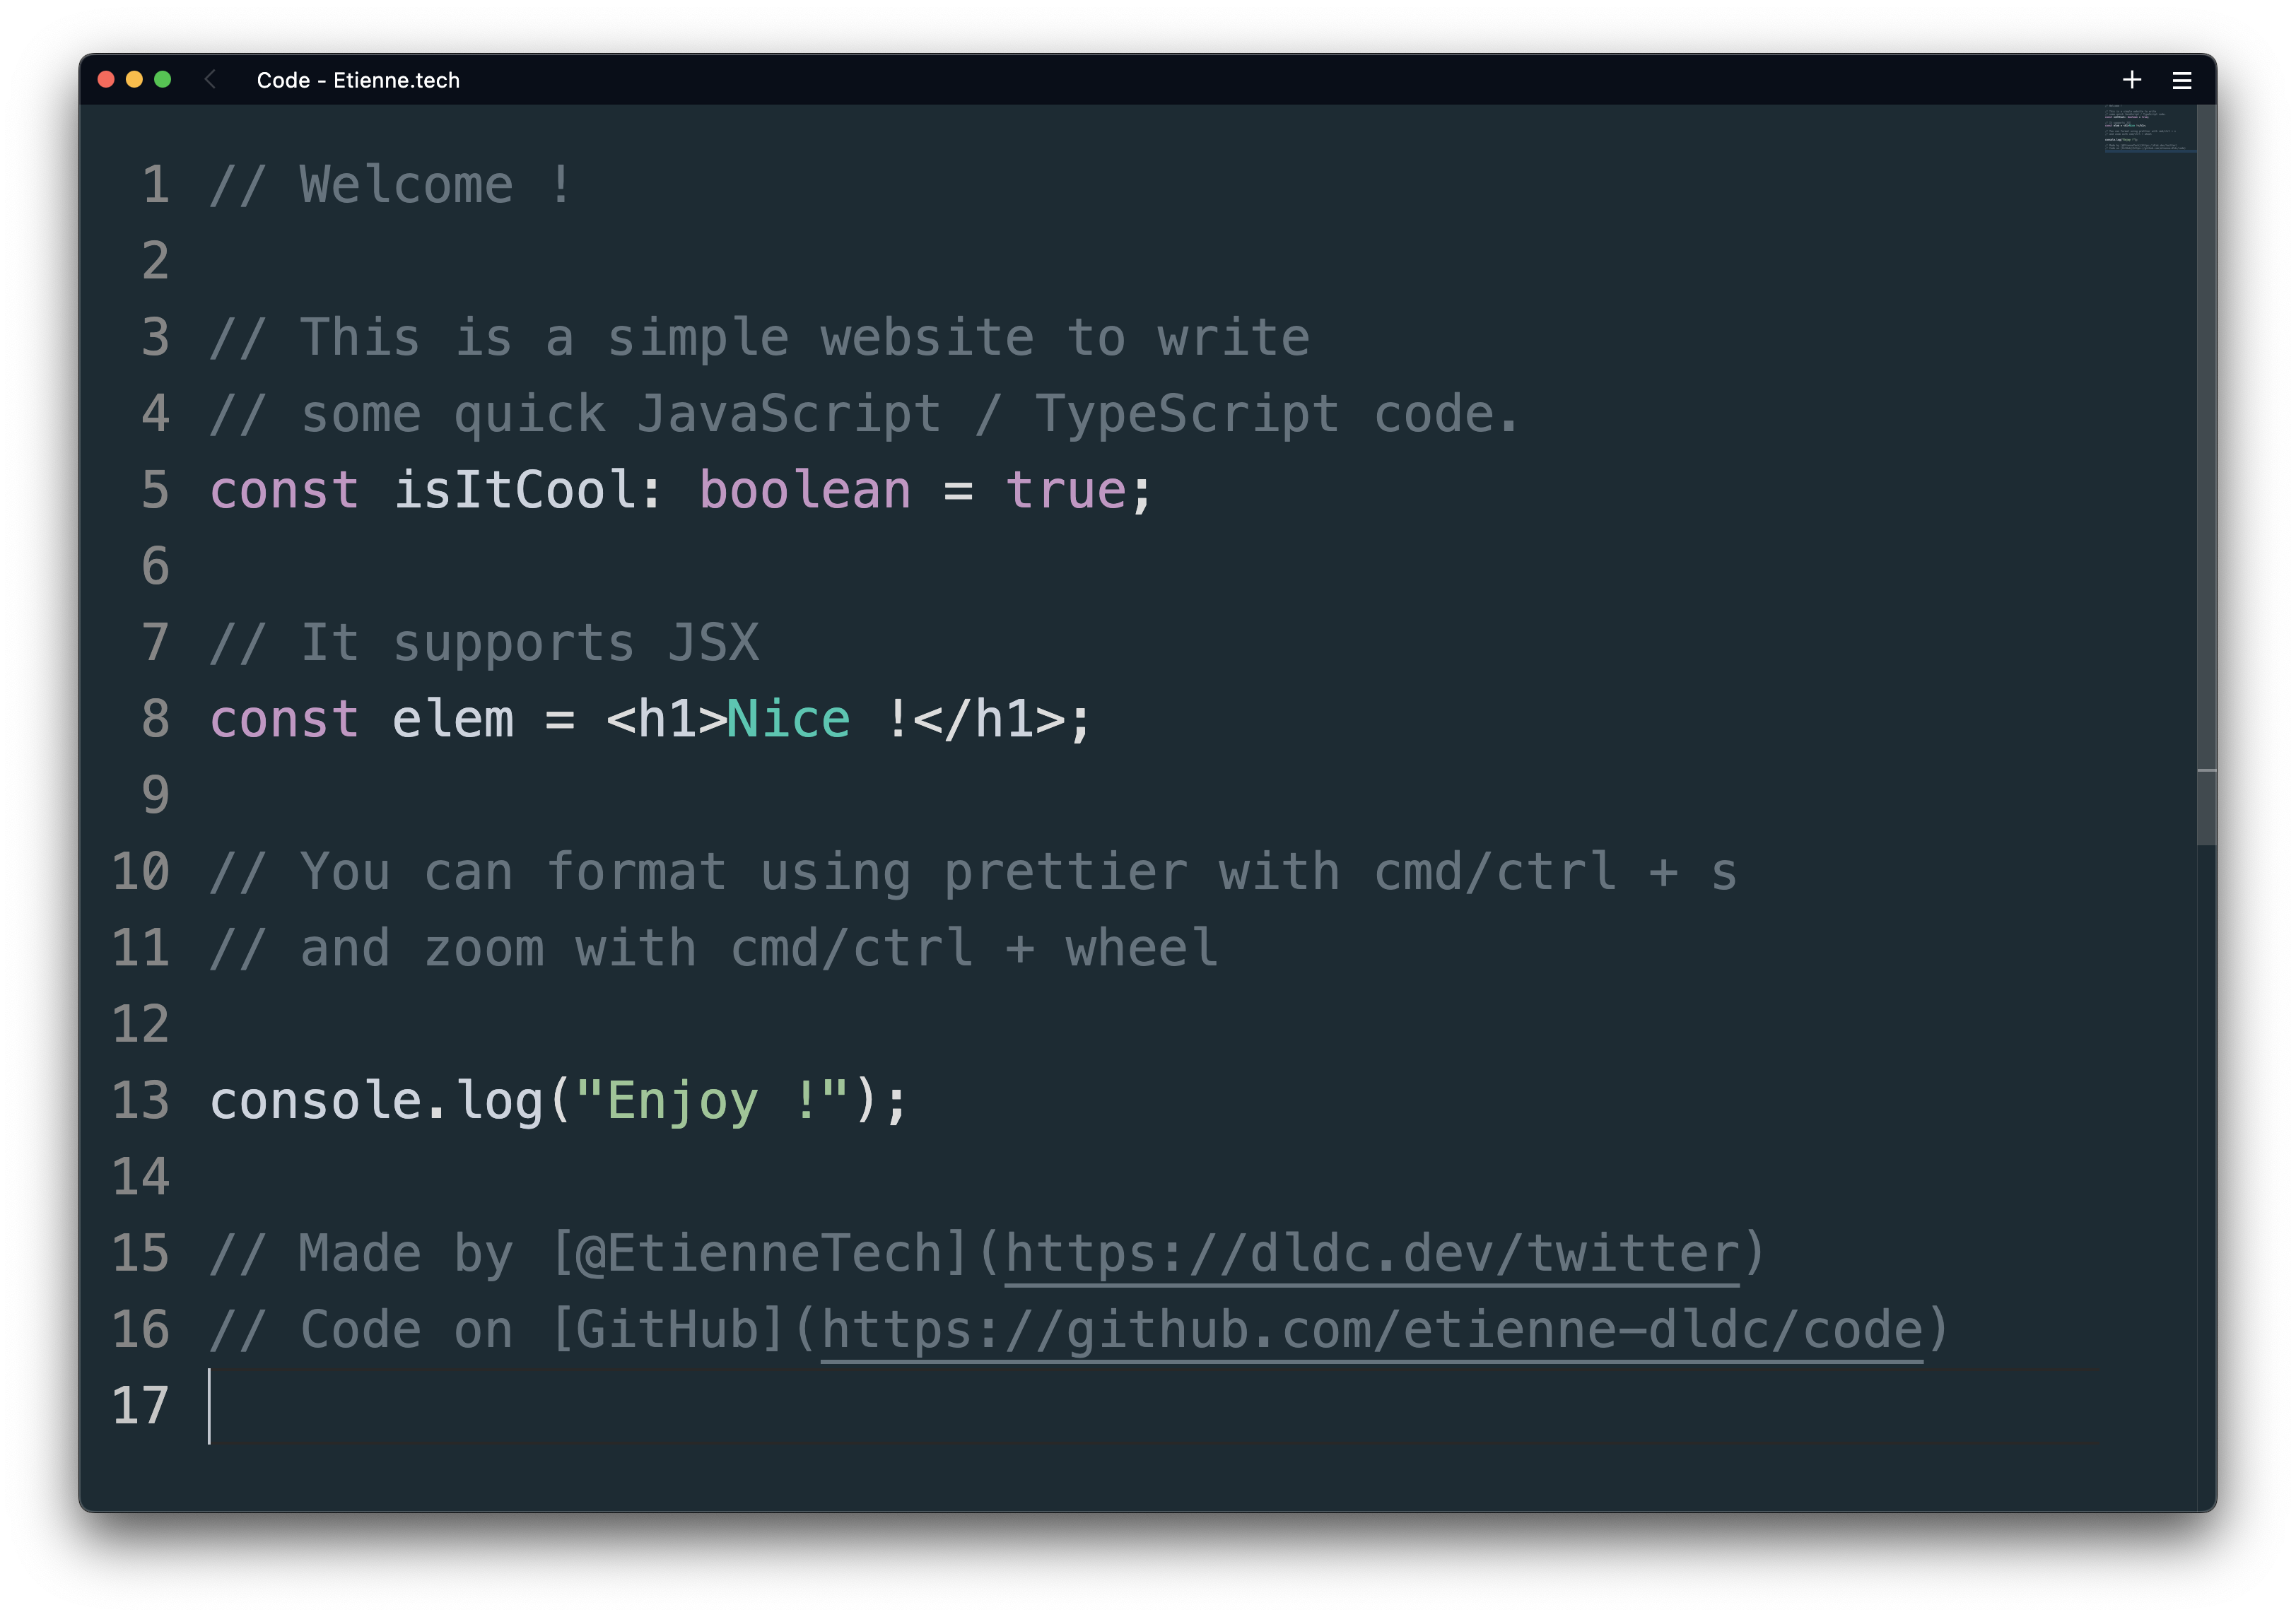 Code - Etienne.tech
1 // Welcome !
2
3 // This is a simple website to write
4 // some quick JavaScript / TypeScript code.
5 const isItCool: boolean = true;
6
7 // It supports JSX
8 const elem = <h1>Nice !</h1>;
9
10 // You can format using prettier with cmd/ctrl + s
11 // and zoom with cmd/ctrl + wheel
12
13 console.log("Enjoy !");
14
15 // Made by [@EtienneTech](https://dldc.dev/twitter)
16 // Code on [GitHub](https://github.com/etienne-dldc/code)
17